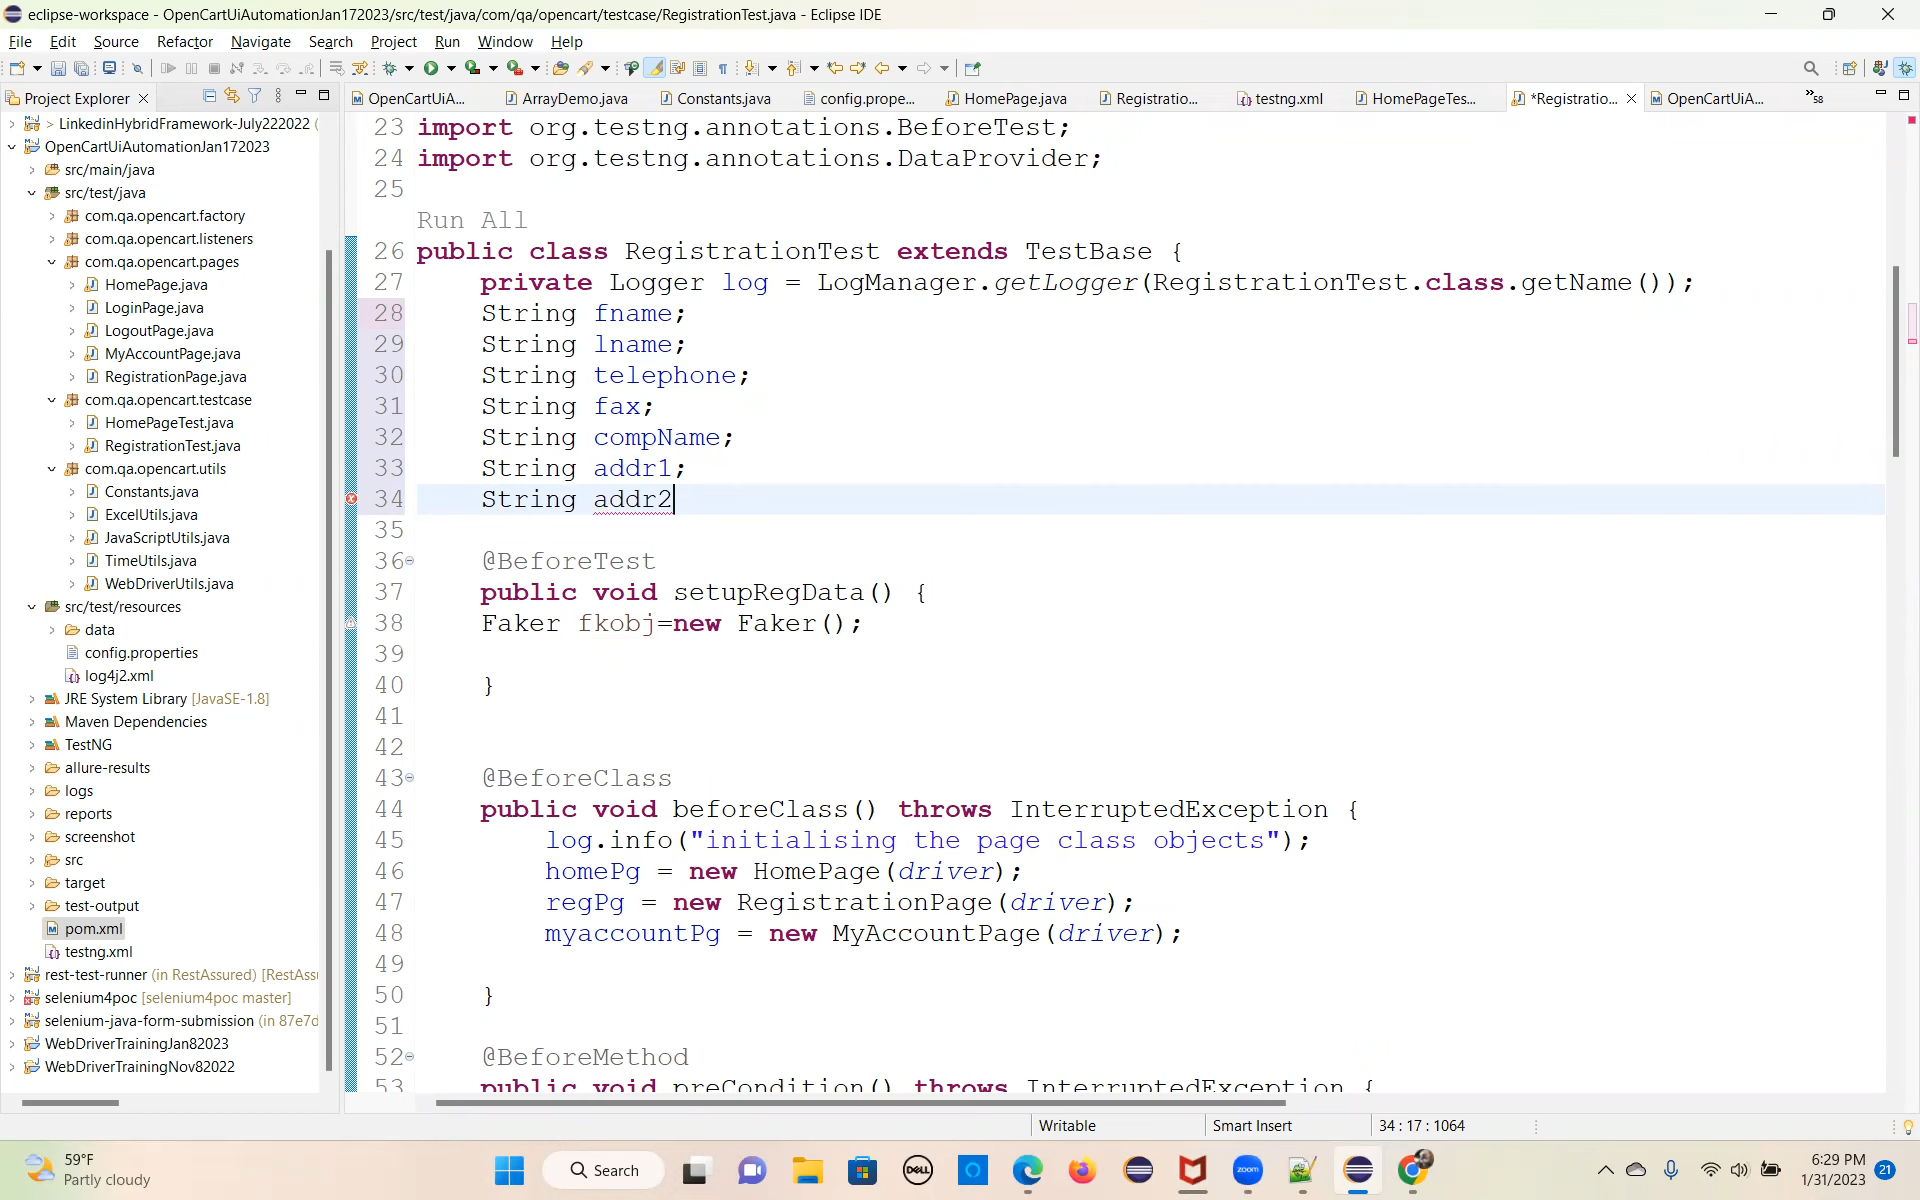 eclipse-workspace - OpenCartUiAutomationJan172023/src/test/java/com/qa/opencart/testcase/RegistrationTest.java - Eclipse IDE
File Edit Source Refactor Navigate Search Project Run Window Help
Project Explorer
OpenCartUiA... ArrayDemo.java Constants.java config.prope... HomePage.java Registratio... testng.xml HomePageTes... *Registratio... OpenCartUiA... »58
> LinkedinHybridFramework-July222022 (
OpenCartUiAutomationJan172023
src/main/java
src/test/java
com.qa.opencart.factory
com.qa.opencart.listeners
com.qa.opencart.pages
HomePage.java
LoginPage.java
LogoutPage.java
MyAccountPage.java
RegistrationPage.java
com.qa.opencart.testcase
HomePageTest.java
RegistrationTest.java
com.qa.opencart.utils
Constants.java
ExcelUtils.java
JavaScriptUtils.java
TimeUtils.java
WebDriverUtils.java
src/test/resources
data
config.properties
log4j2.xml
JRE System Library [JavaSE-1.8]
Maven Dependencies
TestNG
allure-results
logs
reports
screenshot
src
target
test-output
pom.xml
testng.xml
rest-test-runner (in RestAssured) [RestAssu
selenium4poc [selenium4poc master]
selenium-java-form-submission (in 87e7d
WebDriverTrainingJan82023
WebDriverTrainingNov82022
23 import org.testng.annotations.BeforeTest;
24 import org.testng.annotations.DataProvider;
25
Run All
26 public class RegistrationTest extends TestBase {
27 private Logger log = LogManager.getLogger(RegistrationTest.class.getName());
28 String fname;
29 String lname;
30 String telephone;
31 String fax;
32 String compName;
33 String addr1;
34 String addr2
35
36 @BeforeTest
37 public void setupRegData() {
38 Faker fkobj=new Faker();
39
40 }
41
42
43 @BeforeClass
44 public void beforeClass() throws InterruptedException {
45 log.info("initialising the page class objects");
46 homePg = new HomePage(driver);
47 regPg = new RegistrationPage(driver);
48 myaccountPg = new MyAccountPage(driver);
49
50 }
51
52 @BeforeMethod
53 public void preCondition() throws InterruptedException {
Writable Smart Insert 34 : 17 : 1064
59°F
Partly cloudy
Search
DELL
zoom
6:29 PM
1/31/2023
21